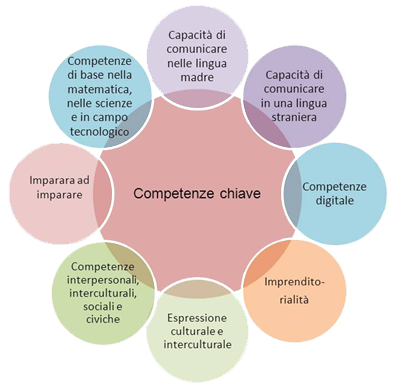 Capacità di
comunicare
nelle lingua
madre
Capacità di
comunicare
in una lingua
straniera
Competenze
digitale
Imprendito-
rialità
Espressione
culturale e
interculturale
Competenze
interpersonali,
interculturali,
sociali e
civiche
Imparara ad
imparare
Competenze
di base nella
matematica,
nelle scienze
e in campo
tecnologico
Competenze chiave